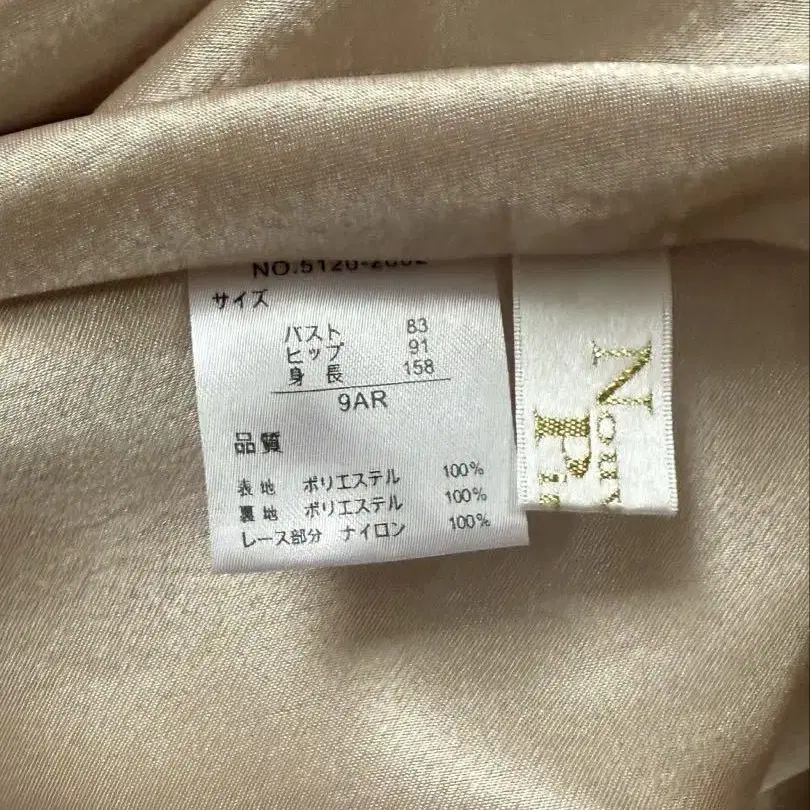 サイズ
バスト 83
ヒップ 91
身長 158
9AR
品質
表地 ポリエステル 100%
裏地 ポリエステル 100%
レース部分 ナイロン 100%